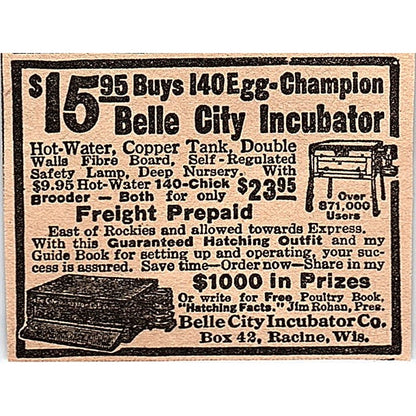 $15.95 Buys 140 Egg-Champion
Belle City Incubator
Hot-Water, Copper Tank, Double
Walls Fibre Board, Self-Regulated
Safety Lamp, Deep Nursery. With
$9.95 Hot-Water 140-Chick
Brooder — Both for only $23.95
Over
871,000
Users
Freight Prepaid
East of Rockies and allowed towards Express.
With this Guaranteed Hatching Outfit and my
Guide Book for setting up and operating, your suc-
cess is assured. Save time—Order now—Share in my
$1000 in Prizes
Or write for Free Poultry Book,
"Hatching Facts." Jim Rohan, Pres.
Belle City Incubator Co.
Box 42, Racine, Wis.